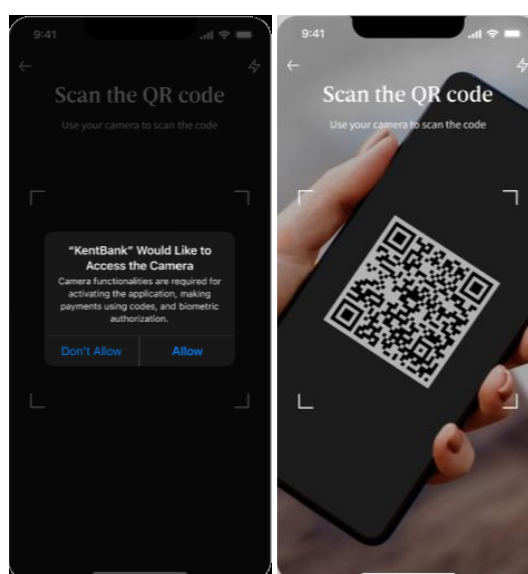 9:41
Scan the QR code
Use your camera to scan the code
“KentBank” Would Like to
Access the Camera
Camera functionalities are required for
activating the application, making
payments using codes, and biometric
authorization.
Don't Allow
Allow
9:41
Scan the QR code
Use your camera to scan the code